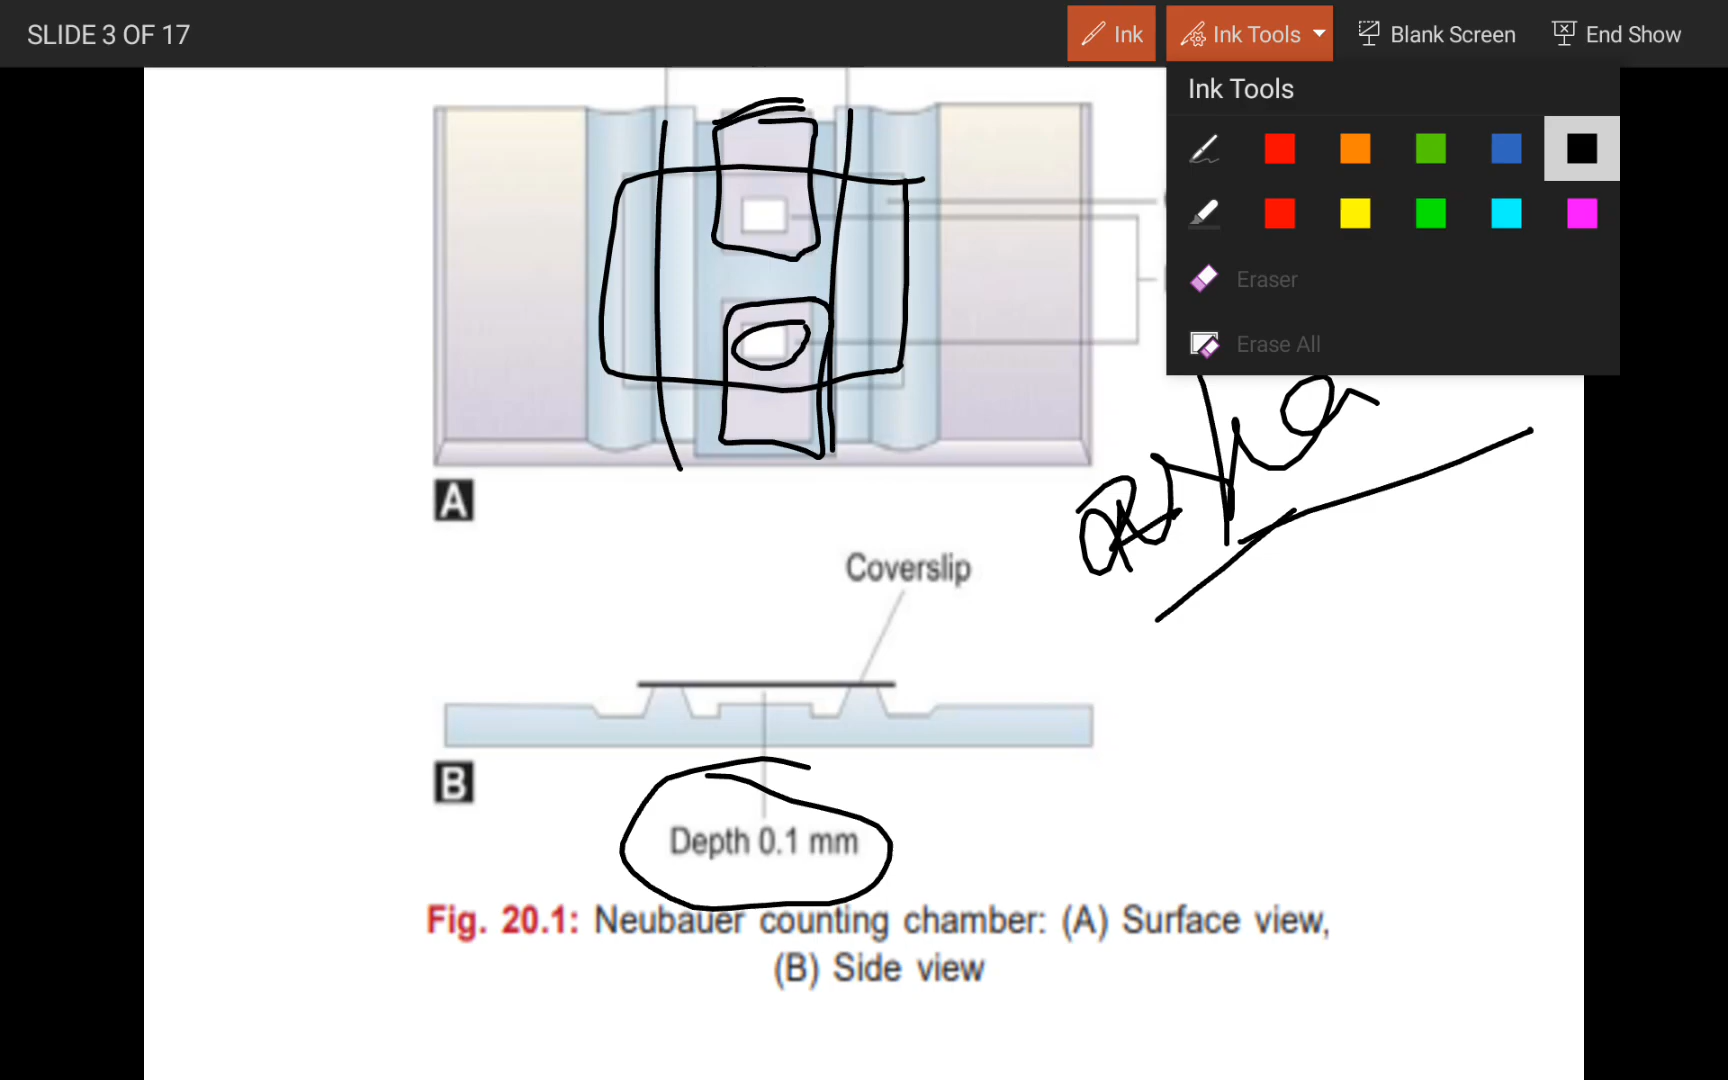 SLIDE 3 OF 17
Ink
Ink Tools
Blank Screen
End Show
Ink Tools
Eraser
Erase All
A
Coverslip
B
Depth 0.1 mm
Fig. 20.1: Neubauer counting chamber: (A) Surface view,
(B) Side view